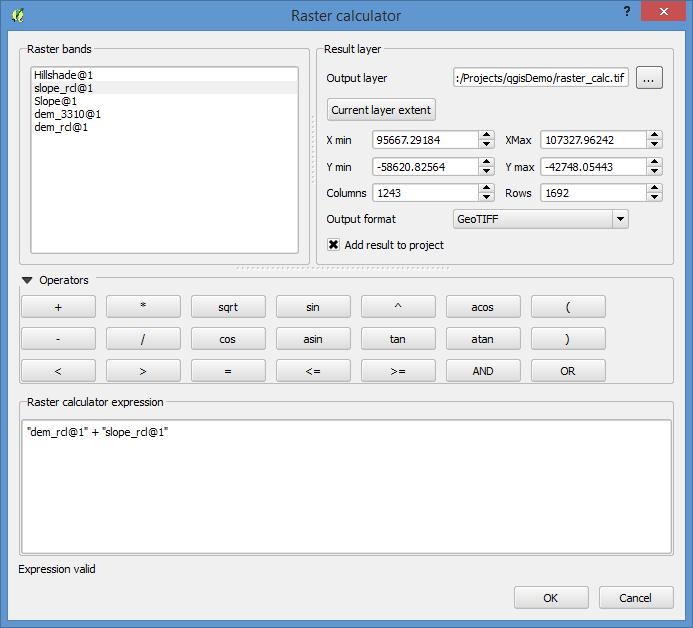 Raster calculator
?
Raster bands
Hillshade@1
slope_rcl@1
Slope@1
dem_3310@1
dem_rcl@1
Result layer
Output layer :/Projects/qgisDemo/raster_calc.tif ...
Current layer extent
X min 95667.29184 XMax 107327.96242
Y min -58620.82564 Y max -42748.05443
Columns 1243 Rows 1692
Output format GeoTIFF
Add result to project
Operators
+ * sqrt sin ^ acos (
- / cos asin tan atan )
< > = <= >= AND OR
Raster calculator expression
"dem_rcl@1" + "slope_rcl@1"
Expression valid
OK Cancel